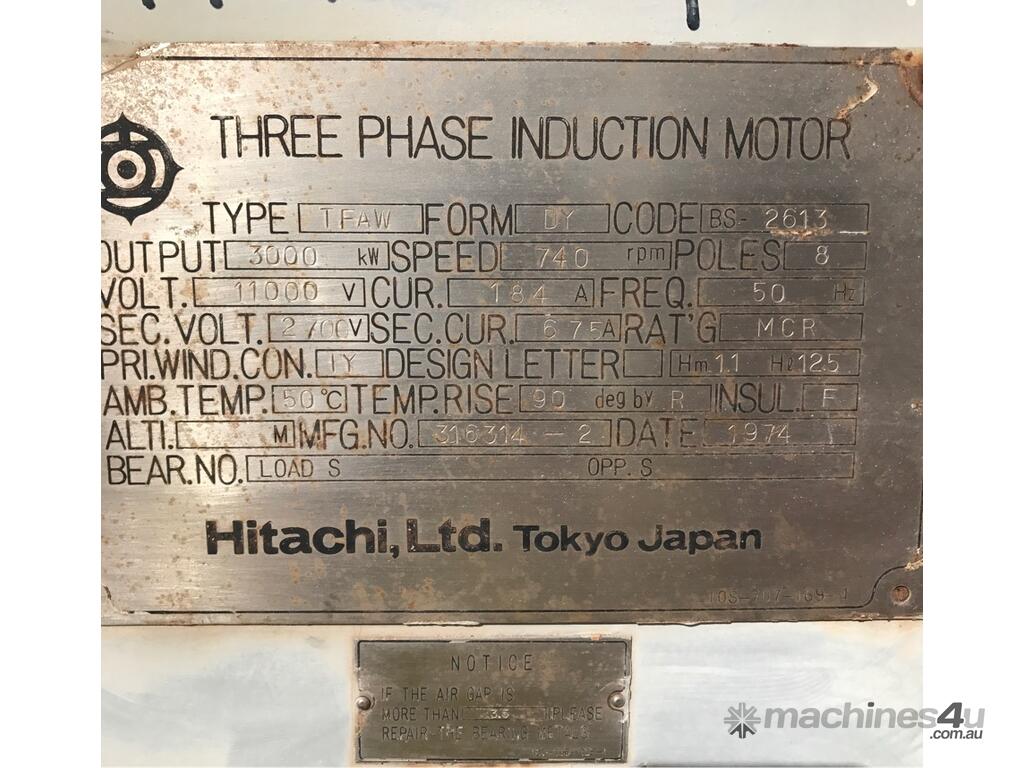 THREE PHASE INDUCTION MOTOR
TYPE TFAW FORM DY CODE BS-2613
OUTPUT 3000 kW SPEED 740 rpm POLES 8
VOLT. 11000 V CUR. 184 A FREQ. 50 Hz
SEC. VOLT. 2700V SEC.CUR. 675A RAT'G MCR
PRI.WIND.CON. 1Y DESIGN LETTER Hm 1.1 Hℓ 12.5
AMB.TEMP. 50°C TEMP.RISE 90 deg by R INSUL. F
ALTI. M MFG.NO. 316314-2 DATE 1974
BEAR.NO. LOAD S OPP. S
Hitachi, Ltd. Tokyo Japan
NOTICE
IF THE AIR GAP IS
MORE THAN PLEASE
REPAIR THE BEARING METALS
machines4u
.com.au